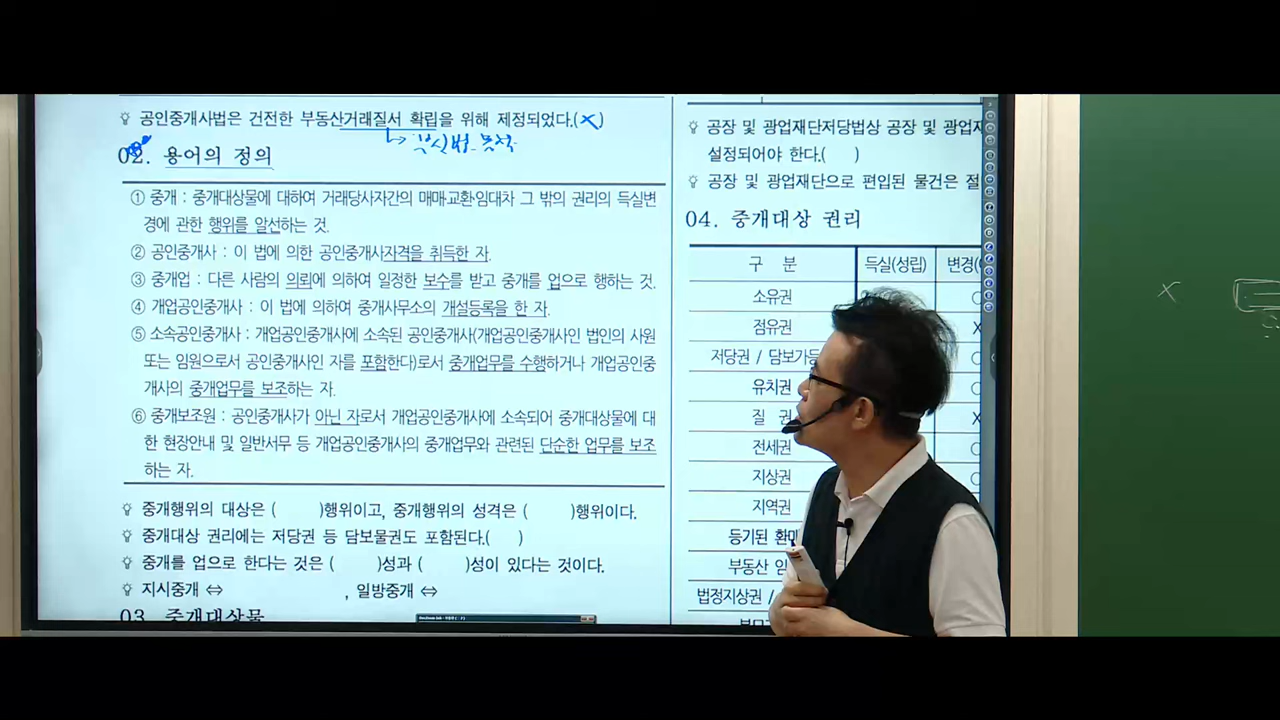 공인중개사법은 건전한 부동산거래질서 확립을 위해 제정되었다.(X)
목적
02. 용어의 정의
① 중개 : 중개대상물에 대하여 거래당사자간의 매매·교환·임대차 그 밖의 권리의 득실변
경에 관한 행위를 알선하는 것.
② 공인중개사 : 이 법에 의한 공인중개사자격을 취득한 자.
③ 중개업 : 다른 사람의 의뢰에 의하여 일정한 보수를 받고 중개를 업으로 행하는 것.
④ 개업공인중개사 : 이 법에 의하여 중개사무소의 개설등록을 한 자.
⑤ 소속공인중개사 : 개업공인중개사에 소속된 공인중개사(개업공인중개사인 법인의 사원
또는 임원으로서 공인중개사인 자를 포함한다)로서 중개업무를 수행하거나 개업공인중
개사의 중개업무를 보조하는 자.
⑥ 중개보조원 : 공인중개사가 아닌 자로서 개업공인중개사에 소속되어 중개대상물에 대
한 현장안내 및 일반서무 등 개업공인중개사의 중개업무와 관련된 단순한 업무를 보조
하는 자.
중개행위의 대상은 ( )행위이고, 중개행위의 성격은 ( )행위이다.
중개대상 권리에는 저당권 등 담보물권도 포함된다.( )
중개를 업으로 한다는 것은 ( )성과 ( )성이 있다는 것이다.
지시중개 ⇔ , 일방중개 ⇔
03. 중개대상물
공장 및 광업재단저당법상 공장 및 광업재
설정되어야 한다.( )
공장 및 광업재단으로 편입된 물건은 절
04. 중개대상 권리
구 분 득실(성립) 변경(
소유권
점유권 X
저당권 / 담보가등
유치권
질 권 X
전세권
지상권
지역권
등기된 환매
부동산 임
법정지상권 /
X